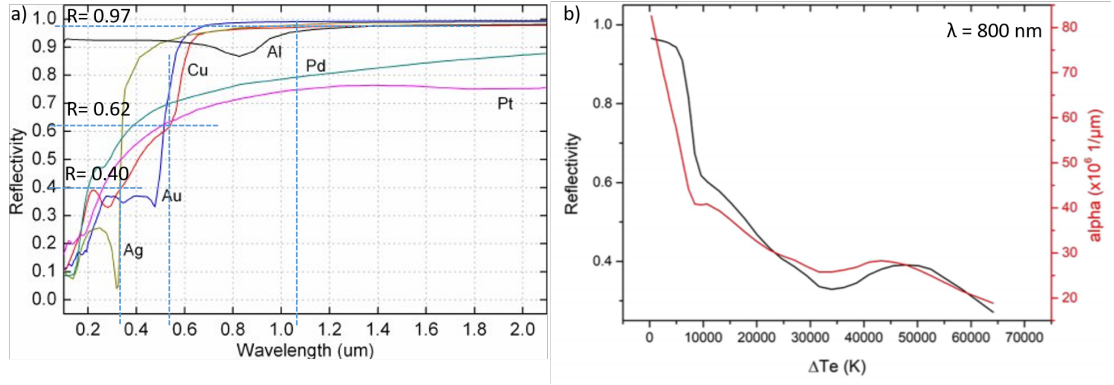 a)
R= 0.97
1.0
0.9
0.8
0.7
0.6
0.5
0.4
0.3
0.2
0.1
0.0
Reflectivity
Al
Cu
Pd
Pt
R= 0.62
R= 0.40
Au
Ag
0.2 0.4 0.6 0.8 1.0 1.2 1.4 1.6 1.8 2.0
Wavelength (um)
b)
λ = 800 nm
1.0
0.8
0.6
0.4
Reflectivity
80
70
60
50
40
30
20
alpha (x10⁶ 1/µm)
0 10000 20000 30000 40000 50000 60000 70000
ΔTe (K)